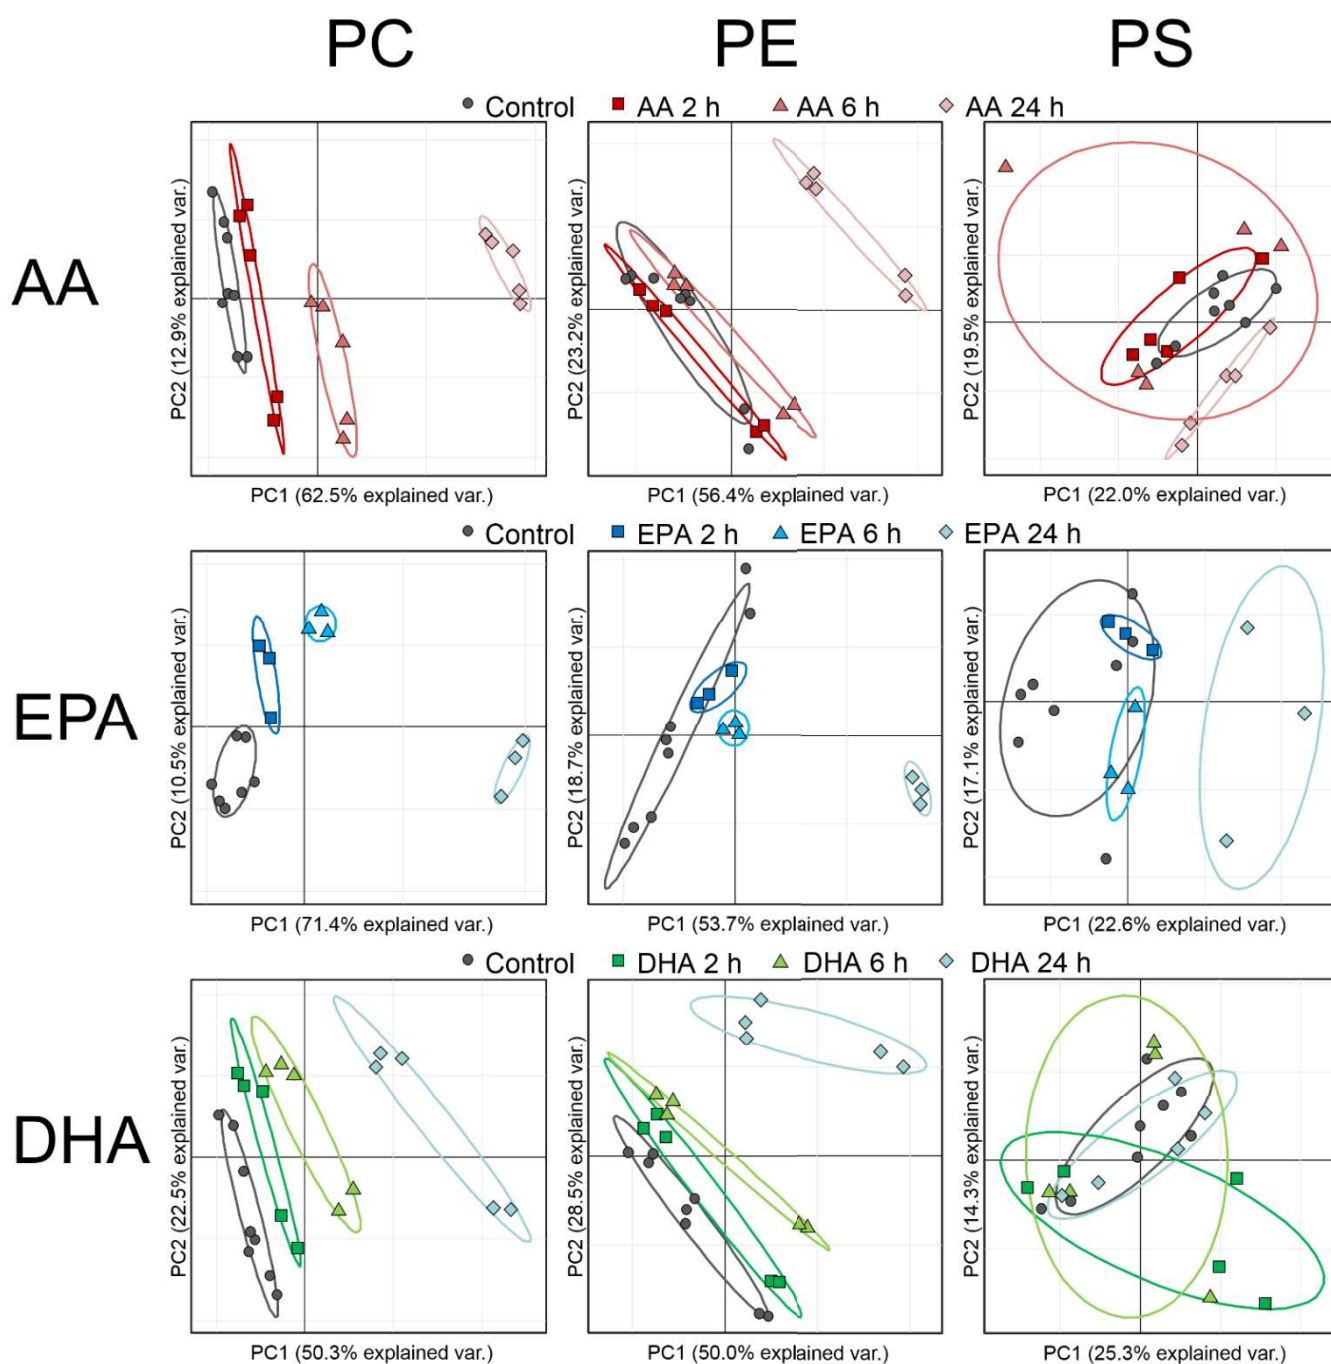 PC PE PS
Control AA 2 h AA 6 h AA 24 h
AA
PC2 (12.9% explained var.)
PC1 (62.5% explained var.)
PC2 (23.2% explained var.)
PC1 (56.4% explained var.)
PC2 (19.5% explained var.)
PC1 (22.0% explained var.)
Control EPA 2 h EPA 6 h EPA 24 h
EPA
PC2 (10.5% explained var.)
PC1 (71.4% explained var.)
PC2 (18.7% explained var.)
PC1 (53.7% explained var.)
PC2 (17.1% explained var.)
PC1 (22.6% explained var.)
Control DHA 2 h DHA 6 h DHA 24 h
DHA
PC2 (22.5% explained var.)
PC1 (50.3% explained var.)
PC2 (28.5% explained var.)
PC1 (50.0% explained var.)
PC2 (14.3% explained var.)
PC1 (25.3% explained var.)